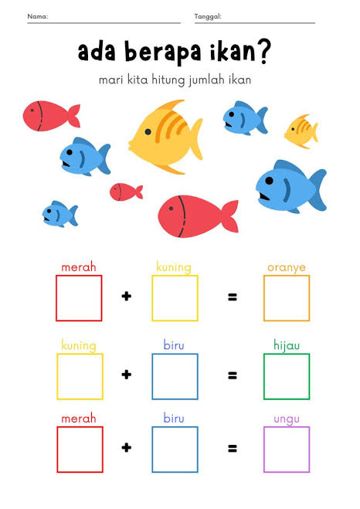 Nama: Tanggal:
ada berapa ikan?
mari kita hitung jumlah ikan
merah kuning oranye
+ =
kuning biru hijau
+ =
merah biru ungu
+ =